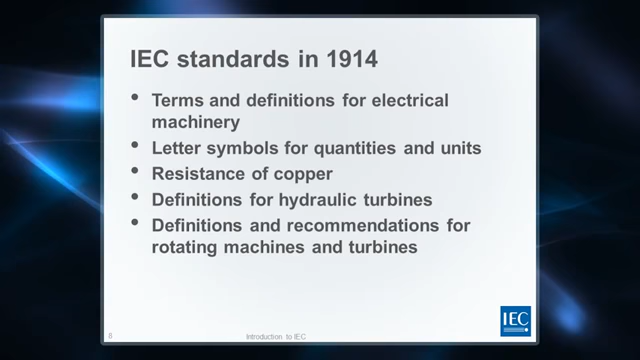 IEC standards in 1914
• Terms and definitions for electrical
machinery
• Letter symbols for quantities and units
• Resistance of copper
• Definitions for hydraulic turbines
• Definitions and recommendations for
rotating machines and turbines
8
Introduction to IEC
IEC